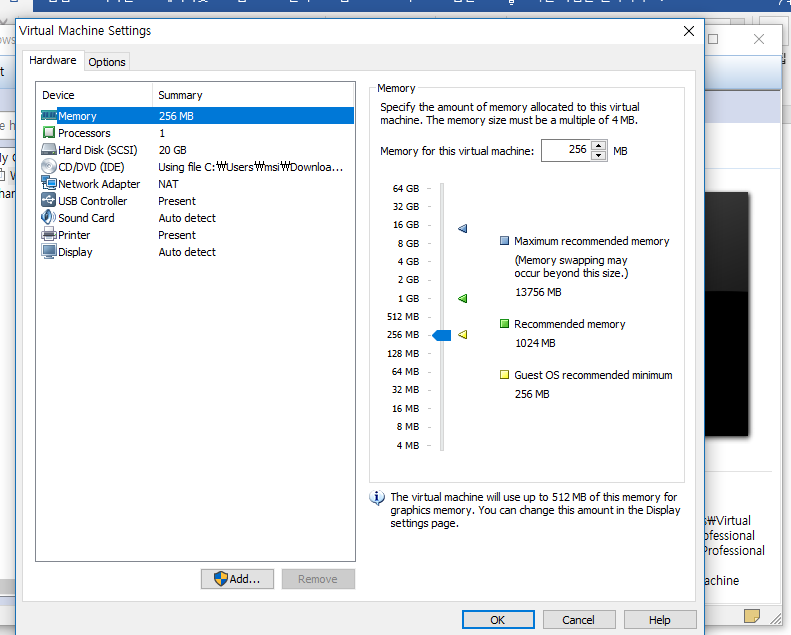 Virtual Machine Settings
Hardware
Options
Device Summary
Memory 256 MB
Processors 1
Hard Disk (SCSI) 20 GB
CD/DVD (IDE) Using file C:₩Users₩msi₩Downloa...
Network Adapter NAT
USB Controller Present
Sound Card Auto detect
Printer Present
Display Auto detect
Add...
Remove
Memory
Specify the amount of memory allocated to this virtual
machine. The memory size must be a multiple of 4 MB.
Memory for this virtual machine: 256 MB
64 GB
32 GB
16 GB
8 GB
4 GB
2 GB
1 GB
512 MB
256 MB
128 MB
64 MB
32 MB
16 MB
8 MB
4 MB
Maximum recommended memory
(Memory swapping may
occur beyond this size.)
13756 MB
Recommended memory
1024 MB
Guest OS recommended minimum
256 MB
The virtual machine will use up to 512 MB of this memory for
graphics memory. You can change this amount in the Display
settings page.
OK
Cancel
Help
s₩Virtual
ofessional
Professional
achine